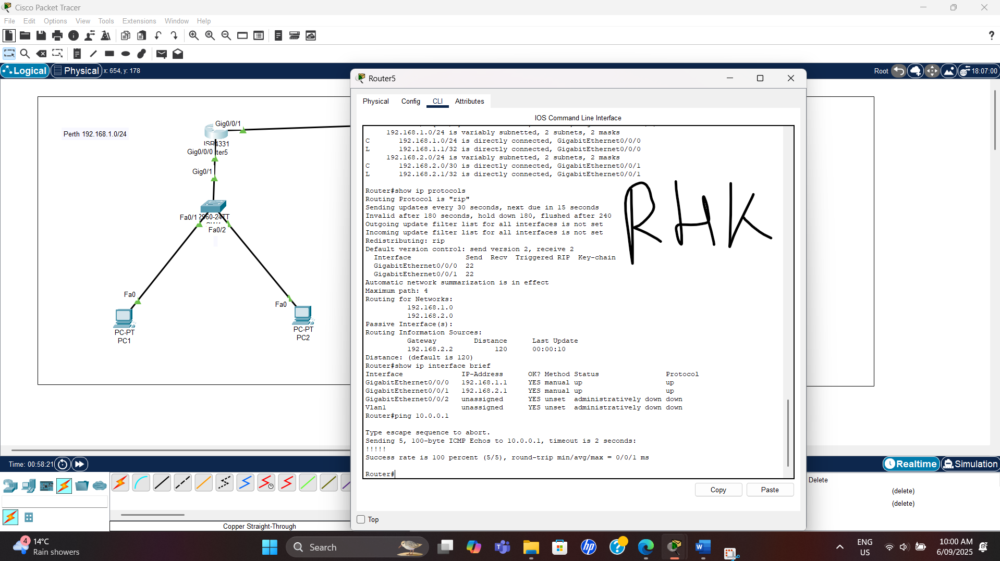 Cisco Packet Tracer
File Edit Options View Tools Extensions Window Help
Logical Physical x: 654, y: 178
Root 18:07:00
Perth 192.168.1.0/24
Gig0/0/1
ISR4331
Gig0/0/0 ter5
Gig0/1
Fa0/1 2960-24TT
Fa0/2
Fa0
Fa0
PC-PT
PC1
PC-PT
PC2
Router5
Physical Config CLI Attributes
IOS Command Line Interface
192.168.1.0/24 is variably subnetted, 2 subnets, 2 masks
C 192.168.1.0/24 is directly connected, GigabitEthernet0/0/0
L 192.168.1.1/32 is directly connected, GigabitEthernet0/0/0
192.168.2.0/24 is variably subnetted, 2 subnets, 2 masks
C 192.168.2.0/30 is directly connected, GigabitEthernet0/0/1
L 192.168.2.1/32 is directly connected, GigabitEthernet0/0/1
Router#show ip protocols
Routing Protocol is "rip"
Sending updates every 30 seconds, next due in 15 seconds
Invalid after 180 seconds, hold down 180, flushed after 240
Outgoing update filter list for all interfaces is not set
Incoming update filter list for all interfaces is not set
Redistributing: rip
Default version control: send version 2, receive 2
Interface Send Recv Triggered RIP Key-chain
GigabitEthernet0/0/0 22
GigabitEthernet0/0/1 22
Automatic network summarization is in effect
Maximum path: 4
Routing for Networks:
192.168.1.0
192.168.2.0
Passive Interface(s):
Routing Information Sources:
Gateway Distance Last Update
192.168.2.2 120 00:00:10
Distance: (default is 120)
Router#show ip interface brief
Interface IP-Address OK? Method Status Protocol
GigabitEthernet0/0/0 192.168.1.1 YES manual up up
GigabitEthernet0/0/1 192.168.2.1 YES manual up up
GigabitEthernet0/0/2 unassigned YES unset administratively down down
Vlan1 unassigned YES unset administratively down down
Router#ping 10.0.0.1
Type escape sequence to abort.
Sending 5, 100-byte ICMP Echos to 10.0.0.1, timeout is 2 seconds:
!!!!!
Success rate is 100 percent (5/5), round-trip min/avg/max = 0/0/1 ms
Router#
RHK
Copy Paste
Top
Time: 00:58:21
Realtime Simulation
Delete
(delete)
(delete)
Copper Straight-Through
4
14°C
Rain showers
Search
ENG
US
10:00 AM
6/09/2025